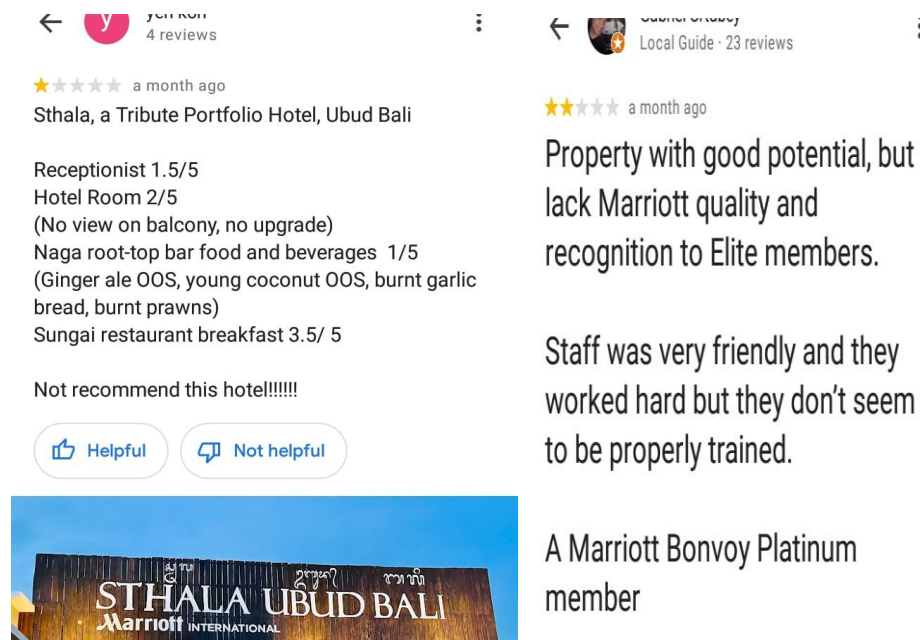 4 reviews
a month ago
Sthala, a Tribute Portfolio Hotel, Ubud Bali
Receptionist 1.5/5
Hotel Room 2/5
(No view on balcony, no upgrade)
Naga root-top bar food and beverages 1/5
(Ginger ale OOS, young coconut OOS, burnt garlic
bread, burnt prawns)
Sungai restaurant breakfast 3.5/ 5
Not recommend this hotel!!!!!!
Helpful
Not helpful
STHALA UBUD BALI
Marriott INTERNATIONAL
Local Guide · 23 reviews
a month ago
Property with good potential, but
lack Marriott quality and
recognition to Elite members.
Staff was very friendly and they
worked hard but they don't seem
to be properly trained.
A Marriott Bonvoy Platinum
member